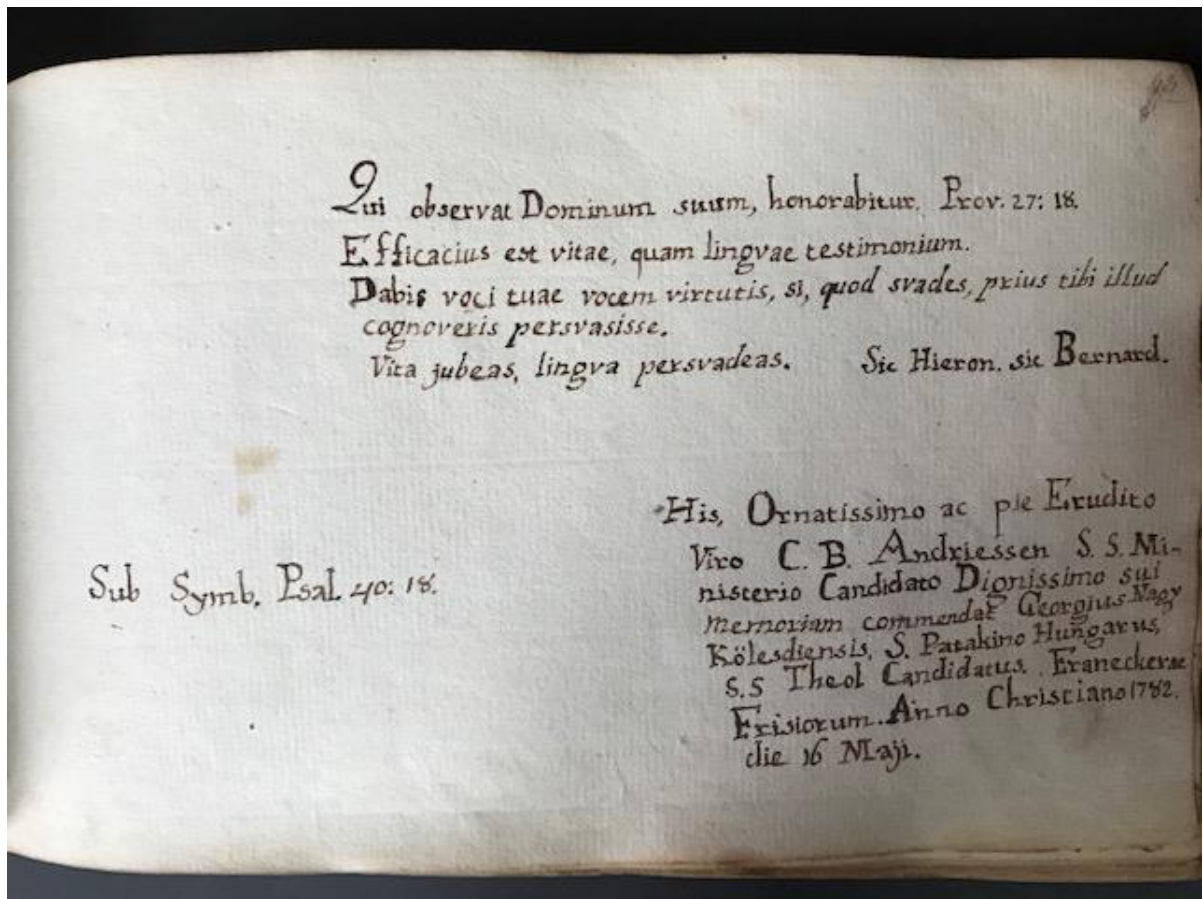 Qui observat Dominum suum, honorabitur. Prov. 27: 18.
Efficacius est vitae, quam lingvae testimonium.
Dabis voci tuae vocem virtutis, si, quod svades, prius tibi illud
cognoveris persvasisse.
Vita jubeas, lingva persvadeas. Sic Hieron. sic Bernard.
Sub Symb. Psal. 40: 18.
His, Ornatissimo ac pie Erudito
Viro C. B. Andriessen S. S. Mi-
nisterio Candidato Dignissimo sui
memoriam commendat Georgius Nagy
Kölesdiensis, S. Patakino Hungarus,
S.S Theol Candidatus. Franeckerae
Frisiorum. Anno Christiano 1782.
die 16 Maji.